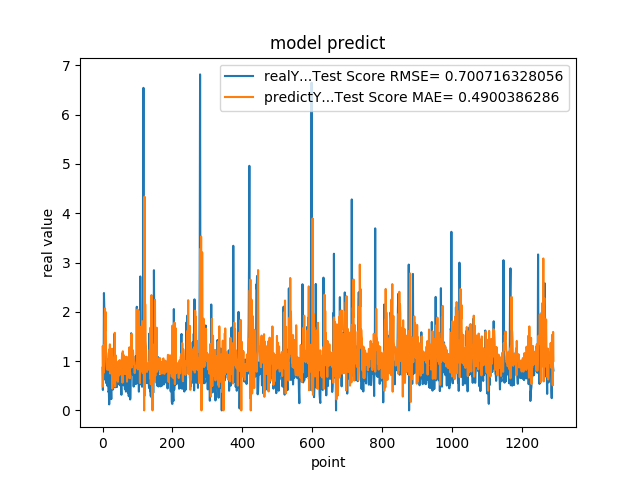 model predict
realY...Test Score RMSE= 0.700716328056
predictY...Test Score MAE= 0.4900386286
real value
7
6
5
4
3
2
1
0
0 200 400 600 800 1000 1200
point